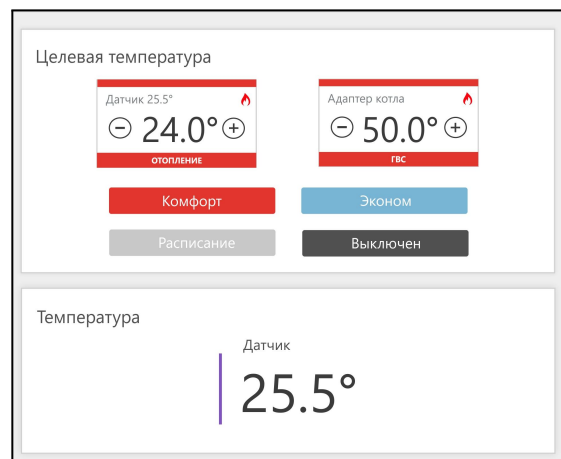 Целевая температура
Датчик 25.5°
24.0°
ОТОПЛЕНИЕ
Адаптер котла
50.0°
ГВС
Комфорт
Эконом
Расписание
Выключен
Температура
Датчик
25.5°